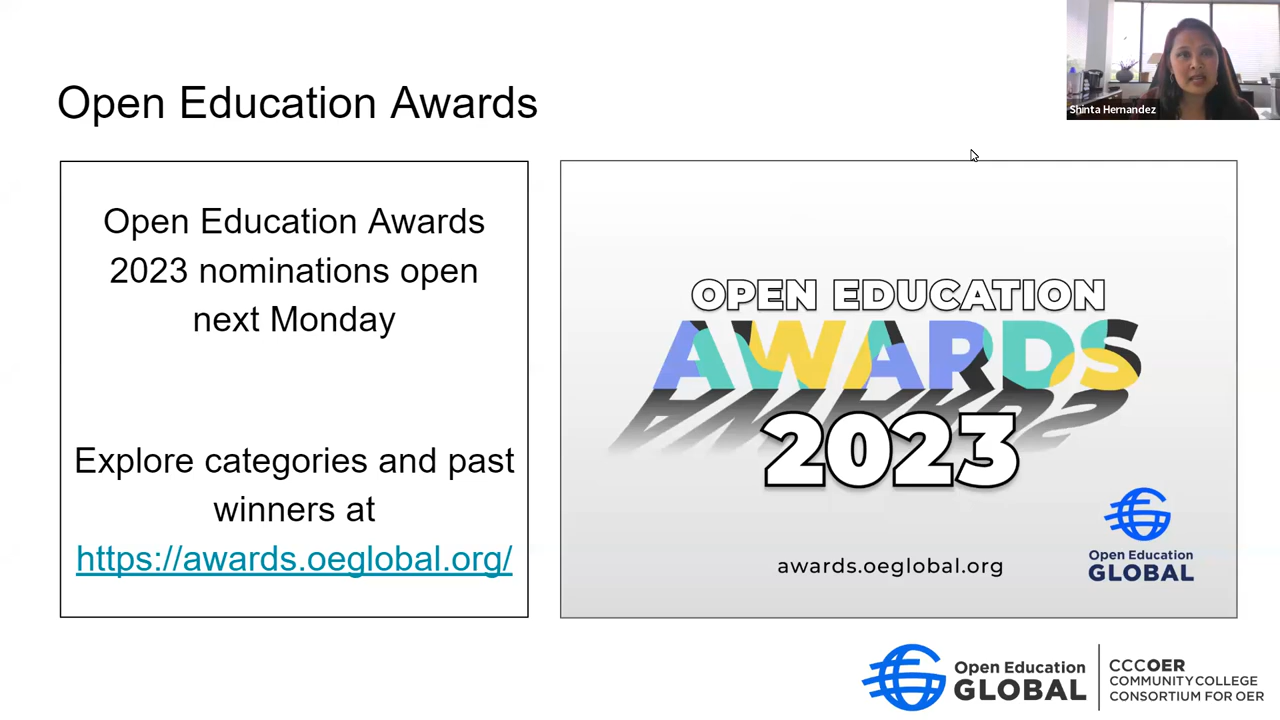 Shinta Hernandez
Open Education Awards
Open Education Awards
2023 nominations open
next Monday
Explore categories and past
winners at
https://awards.oeglobal.org/
OPEN EDUCATION
AWARDS
2023
awards.oeglobal.org
Open Education
GLOBAL
Open Education
GLOBAL
CCCOER
COMMUNITY COLLEGE
CONSORTIUM FOR OER